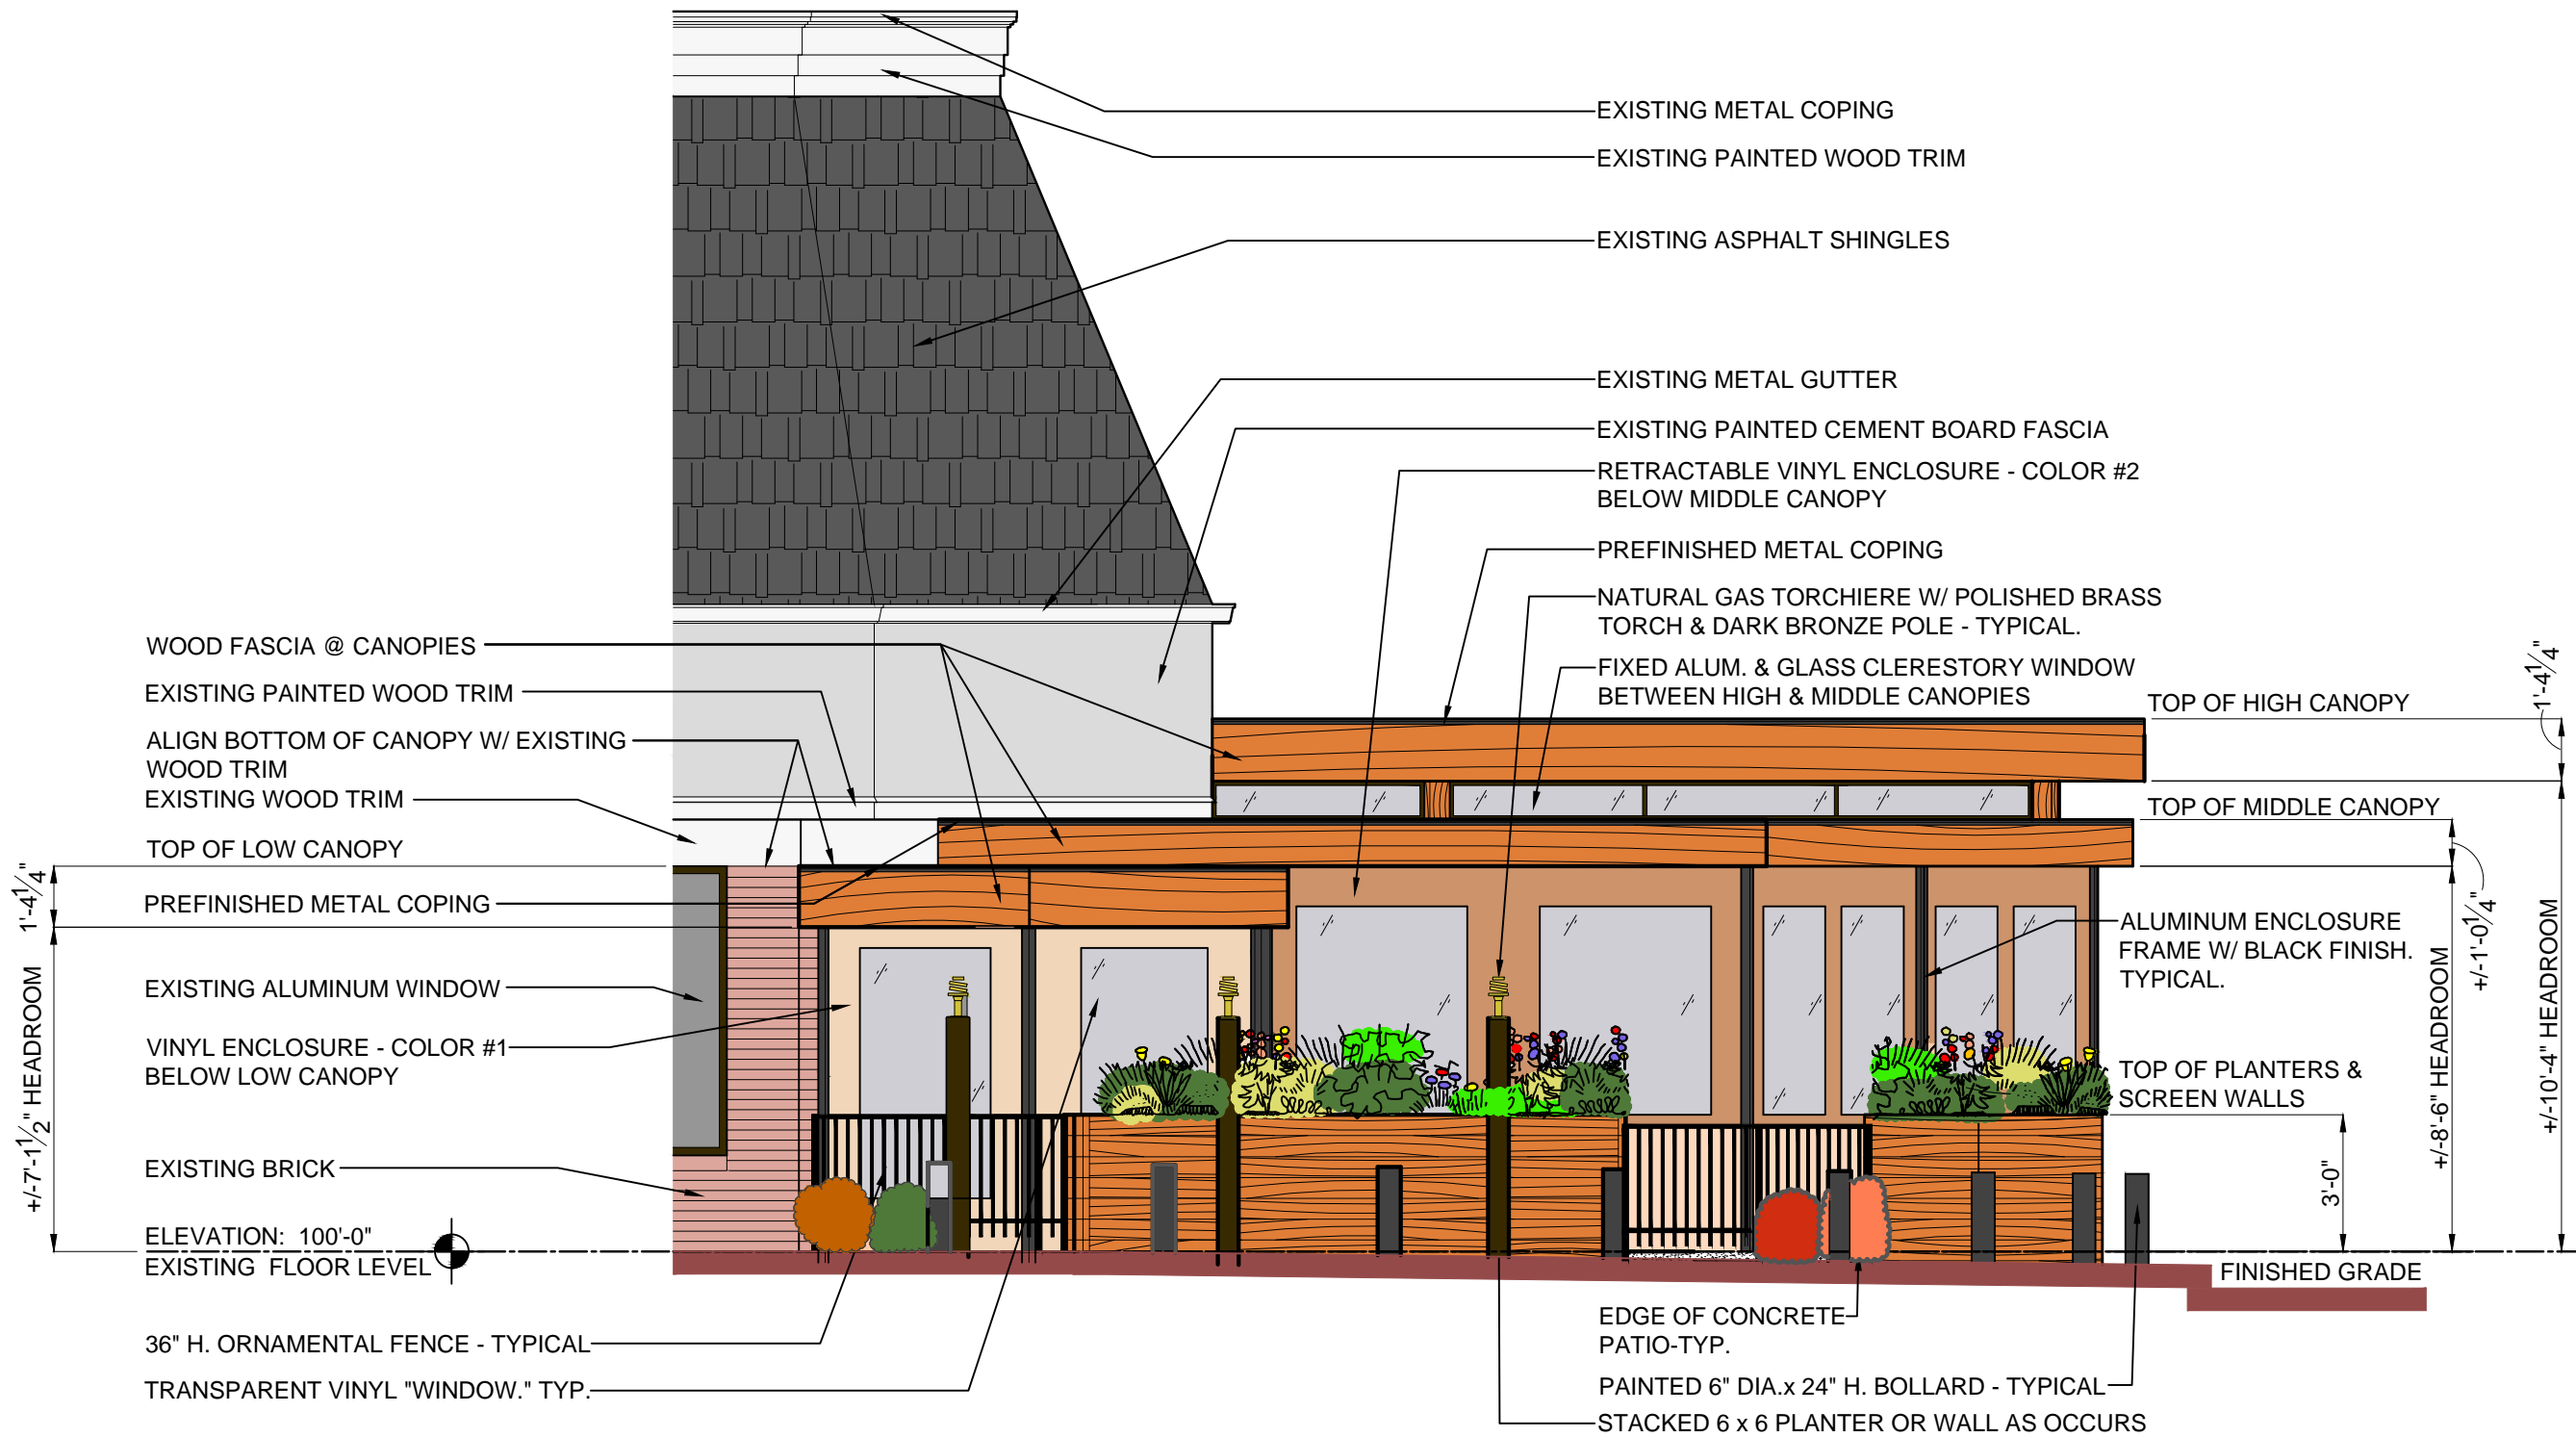 EXISTING METAL COPING
EXISTING PAINTED WOOD TRIM
EXISTING ASPHALT SHINGLES
EXISTING METAL GUTTER
EXISTING PAINTED CEMENT BOARD FASCIA
RETRACTABLE VINYL ENCLOSURE - COLOR #2
BELOW MIDDLE CANOPY
PREFINISHED METAL COPING
NATURAL GAS TORCHIERE W/ POLISHED BRASS
TORCH & DARK BRONZE POLE - TYPICAL.
FIXED ALUM. & GLASS CLERESTORY WINDOW
BETWEEN HIGH & MIDDLE CANOPIES
WOOD FASCIA @ CANOPIES
EXISTING PAINTED WOOD TRIM
ALIGN BOTTOM OF CANOPY W/ EXISTING
WOOD TRIM
EXISTING WOOD TRIM
TOP OF LOW CANOPY
PREFINISHED METAL COPING
EXISTING ALUMINUM WINDOW
VINYL ENCLOSURE - COLOR #1
BELOW LOW CANOPY
EXISTING BRICK
ELEVATION: 100'-0"
EXISTING FLOOR LEVEL
36" H. ORNAMENTAL FENCE - TYPICAL
TRANSPARENT VINYL "WINDOW." TYP.
1'-4 1/4"
+/-7'-1 1/2" HEADROOM
TOP OF HIGH CANOPY
TOP OF MIDDLE CANOPY
ALUMINUM ENCLOSURE
FRAME W/ BLACK FINISH.
TYPICAL.
TOP OF PLANTERS &
SCREEN WALLS
3'-0"
+/-8'-6" HEADROOM
+/-1'-0 1/4"
1'-4 1/4"
+/-10'-4" HEADROOM
FINISHED GRADE
EDGE OF CONCRETE
PATIO-TYP.
PAINTED 6" DIA.x 24" H. BOLLARD - TYPICAL
STACKED 6 x 6 PLANTER OR WALL AS OCCURS